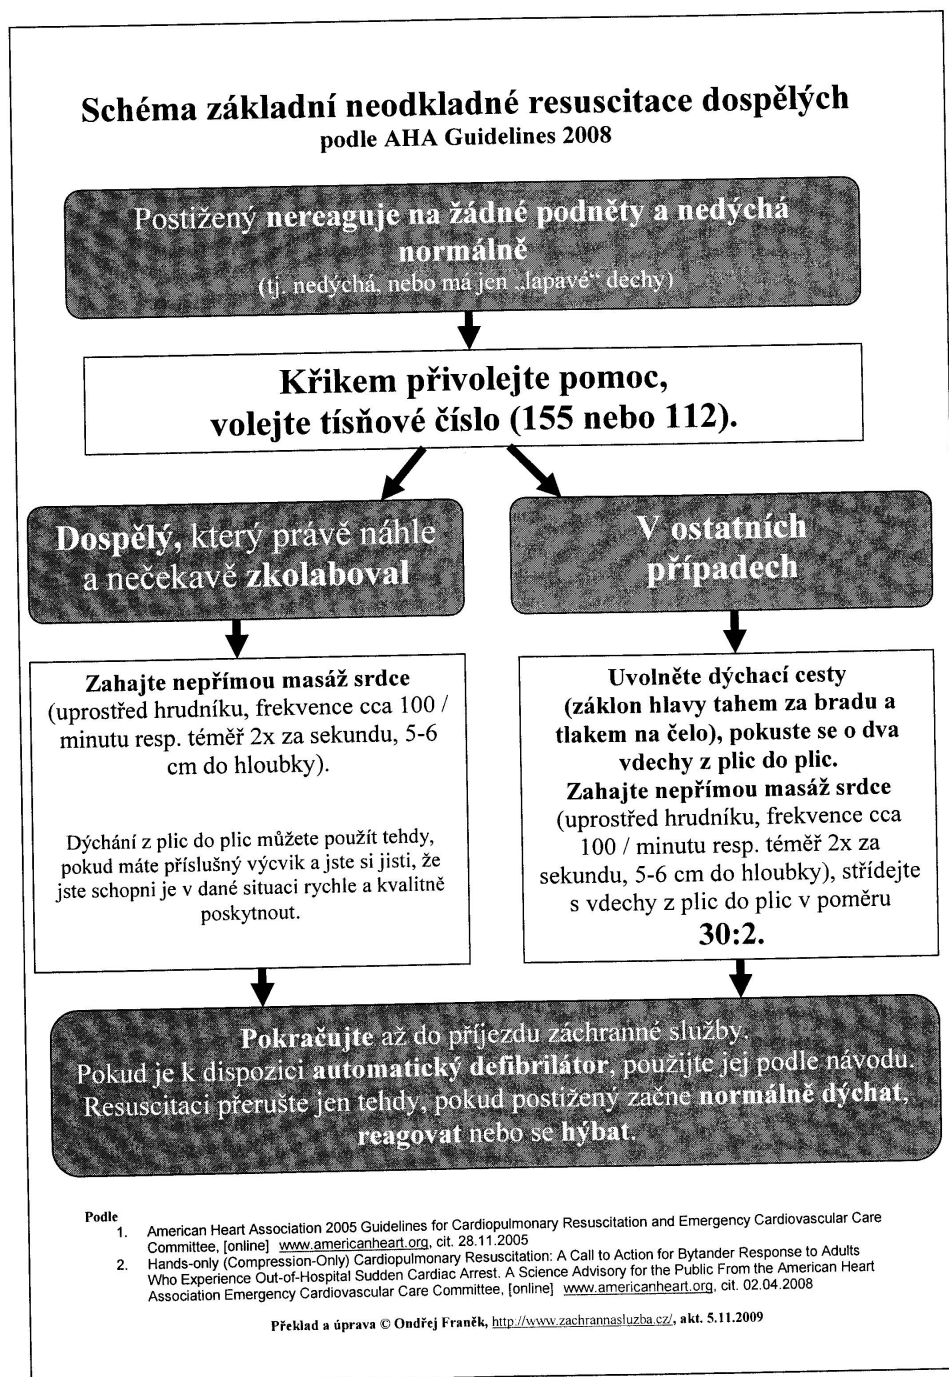 Schéma základní neodkladné resuscitace dospělých
podle AHA Guidelines 2008
Postižený nereaguje na žádné podněty a nedýchá
normálně
(tj. nedýchá, nebo má jen „lapavé“ dechy)
Křikem přivolejte pomoc,
volejte tísňové číslo (155 nebo 112).
Dospělý, který právě náhle
a nečekavě zkolaboval
Zahajte nepřímou masáž srdce
(uprostřed hrudníku, frekvence cca 100 /
minutu resp. téměř 2x za sekundu, 5-6
cm do hloubky).
Dýchání z plic do plic můžete použít tehdy,
pokud máte příslušný výcvik a jste si jisti, že
jste schopni je v dané situaci rychle a kvalitně
poskytnout.
V ostatních
případech
Uvolněte dýchací cesty
(záklon hlavy tahem za bradu a
tlakem na čelo), pokuste se o dva
vdechy z plic do plic.
Zahajte nepřímou masáž srdce
(uprostřed hrudníku, frekvence cca
100 / minutu resp. téměř 2x za
sekundu, 5-6 cm do hloubky), střídejte
s vdechy z plic do plic v poměru
30:2.
Pokračujte až do příjezdu záchranné služby.
Pokud je k dispozici automatický defibrilátor, použijte jej podle návodu.
Resuscitaci přerušte jen tehdy, pokud postižený začne normálně dýchat,
reagovat nebo se hýbat.
Podle
1. American Heart Association 2005 Guidelines for Cardiopulmonary Resuscitation and Emergency Cardiovascular Care
Committee, [online] www.americanheart.org, cit. 28.11.2005
2. Hands-only (Compression-Only) Cardiopulmonary Resuscitation: A Call to Action for Bytander Response to Adults
Who Experience Out-of-Hospital Sudden Cardiac Arrest. A Science Advisory for the Public From the American Heart
Association Emergency Cardiovascular Care Committee, [online] www.americanheart.org, cit. 02.04.2008
Překlad a úprava © Ondřej Franěk, http://www.zachrannasluzba.cz/, akt. 5.11.2009